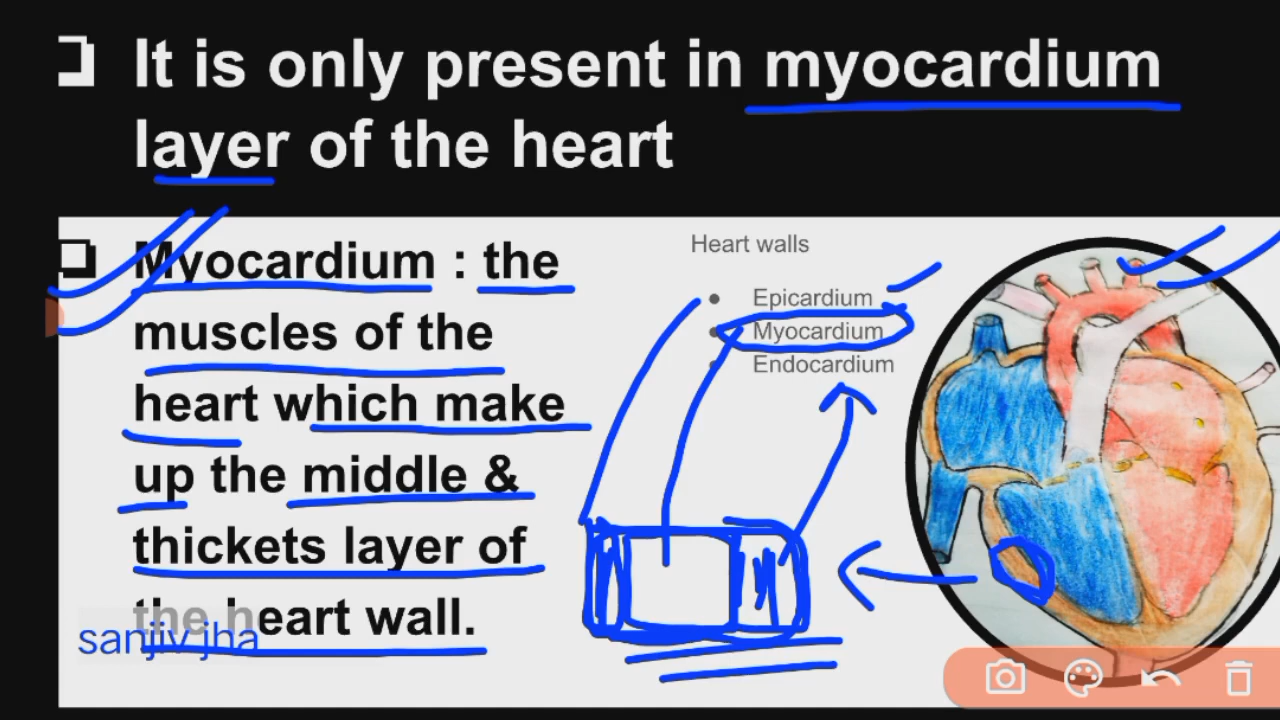 It is only present in myocardium
layer of the heart
Myocardium : the
muscles of the
heart which make
up the middle &
thickets layer of
the heart wall.
sanjiv jha
Heart walls
Epicardium
Myocardium
Endocardium